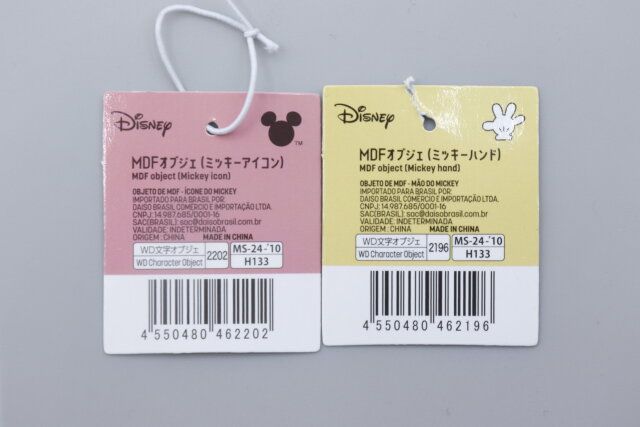 Disney
TM
MDFオブジェ(ミッキーアイコン)
MDF object (Mickey icon)
OBJETO DE MDF - ÍCONE DO MICKEY
IMPORTADO PARA BRASIL POR:
DAISO BRASIL COMERCIO E IMPORTAÇÃO LTDA.
CNPJ: 14.987.685/0001-16
SAC(BRASIL): sac@daisobrasil.com.br
VALIDADE: INDETERMINADA
ORIGEM : CHINA MADE IN CHINA
WD文字オブジェ 2202 MS-24-'10
WD Character Object H133
4 550480 462202
Disney
MDFオブジェ(ミッキーハンド)
MDF object (Mickey hand)
OBJETO DE MDF - MÃO DO MICKEY
IMPORTADO PARA BRASIL POR:
DAISO BRASIL COMERCIO E IMPORTAÇÃO LTDA.
CNPJ: 14.987.685/0001-16
SAC(BRASIL): sac@daisobrasil.com.br
VALIDADE: INDETERMINADA
ORIGEM : CHINA MADE IN CHINA
WD文字オブジェ 2196 MS-24-'10
WD Character Object H133
4 550480 462196